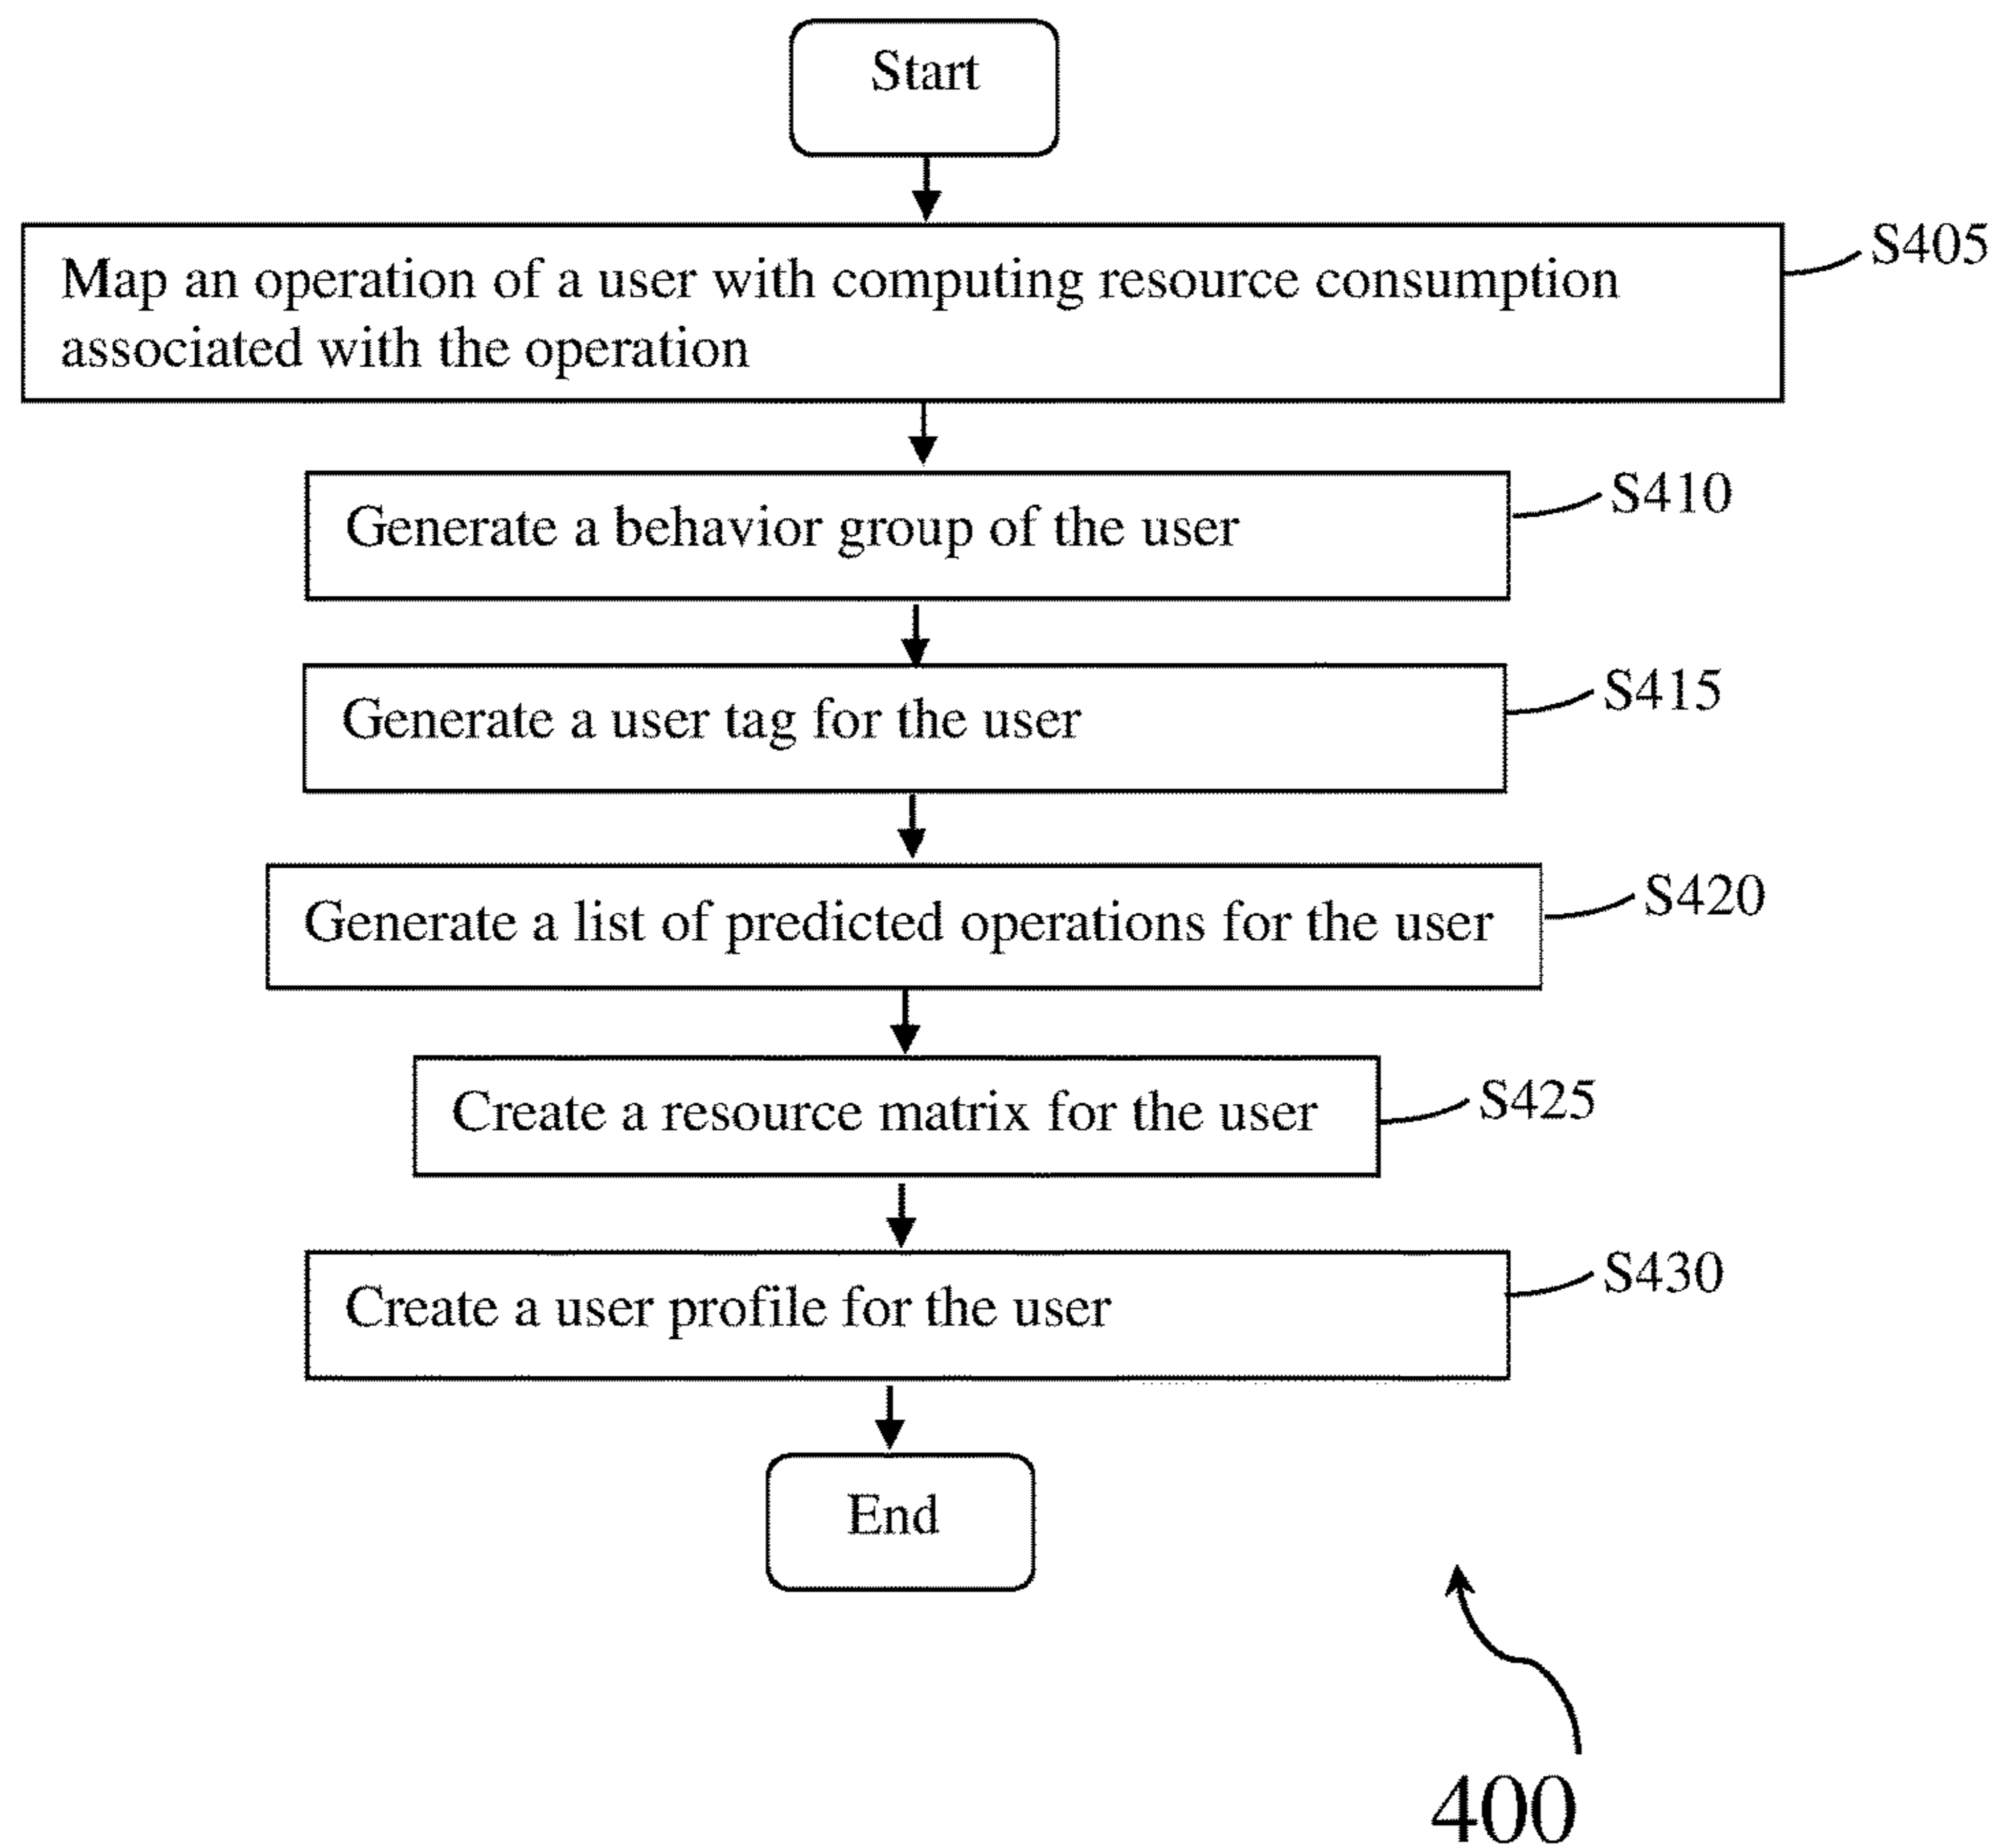 Start
S405
Map an operation of a user with computing resource consumption
associated with the operation
S410
Generate a behavior group of the user
S415
Generate a user tag for the user
S420
Generate a list of predicted operations for the user
S425
Create a resource matrix for the user
S430
Create a user profile for the user
End
400